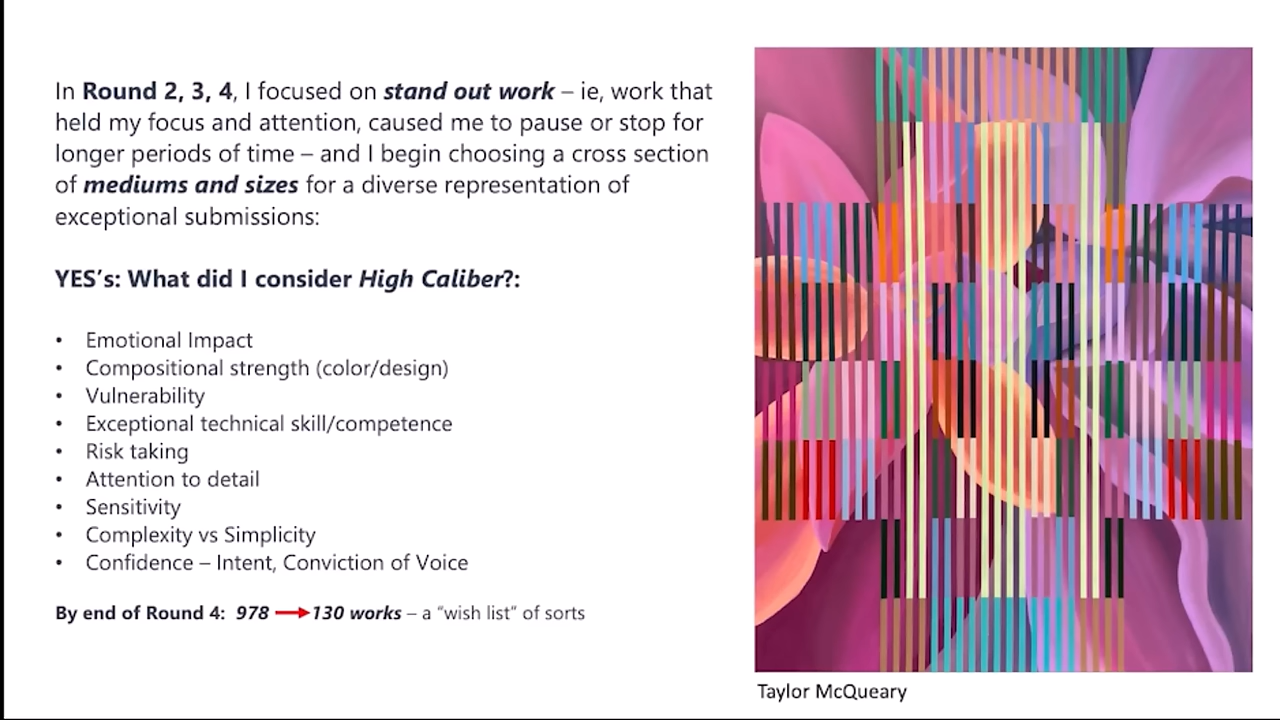 In Round 2, 3, 4, I focused on stand out work – ie, work that
held my focus and attention, caused me to pause or stop for
longer periods of time – and I begin choosing a cross section
of mediums and sizes for a diverse representation of
exceptional submissions:
YES's: What did I consider High Caliber?:
• Emotional Impact
• Compositional strength (color/design)
• Vulnerability
• Exceptional technical skill/competence
• Risk taking
• Attention to detail
• Sensitivity
• Complexity vs Simplicity
• Confidence – Intent, Conviction of Voice
By end of Round 4: 978 130 works – a “wish list” of sorts
Taylor McQueary